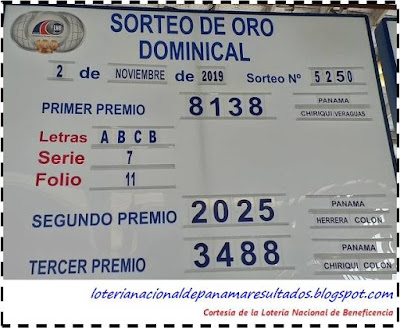 SORTEO DE ORO
DOMINICAL
2 de NOVIEMBRE de 2019 Sorteo Nº 5250
PRIMER PREMIO 8138 PANAMA
CHIRIQUI VERAGUAS
Letras A B C B
Serie 7
Folio 11
SEGUNDO PREMIO 2025 PANAMA
HERRERA COLON
TERCER PREMIO 3488 PANAMA
CHIRIQUI COLON
loterianacionaldepanamaresultados.blogspot.com
Cortesía de la Lotería Nacional de Beneficencia